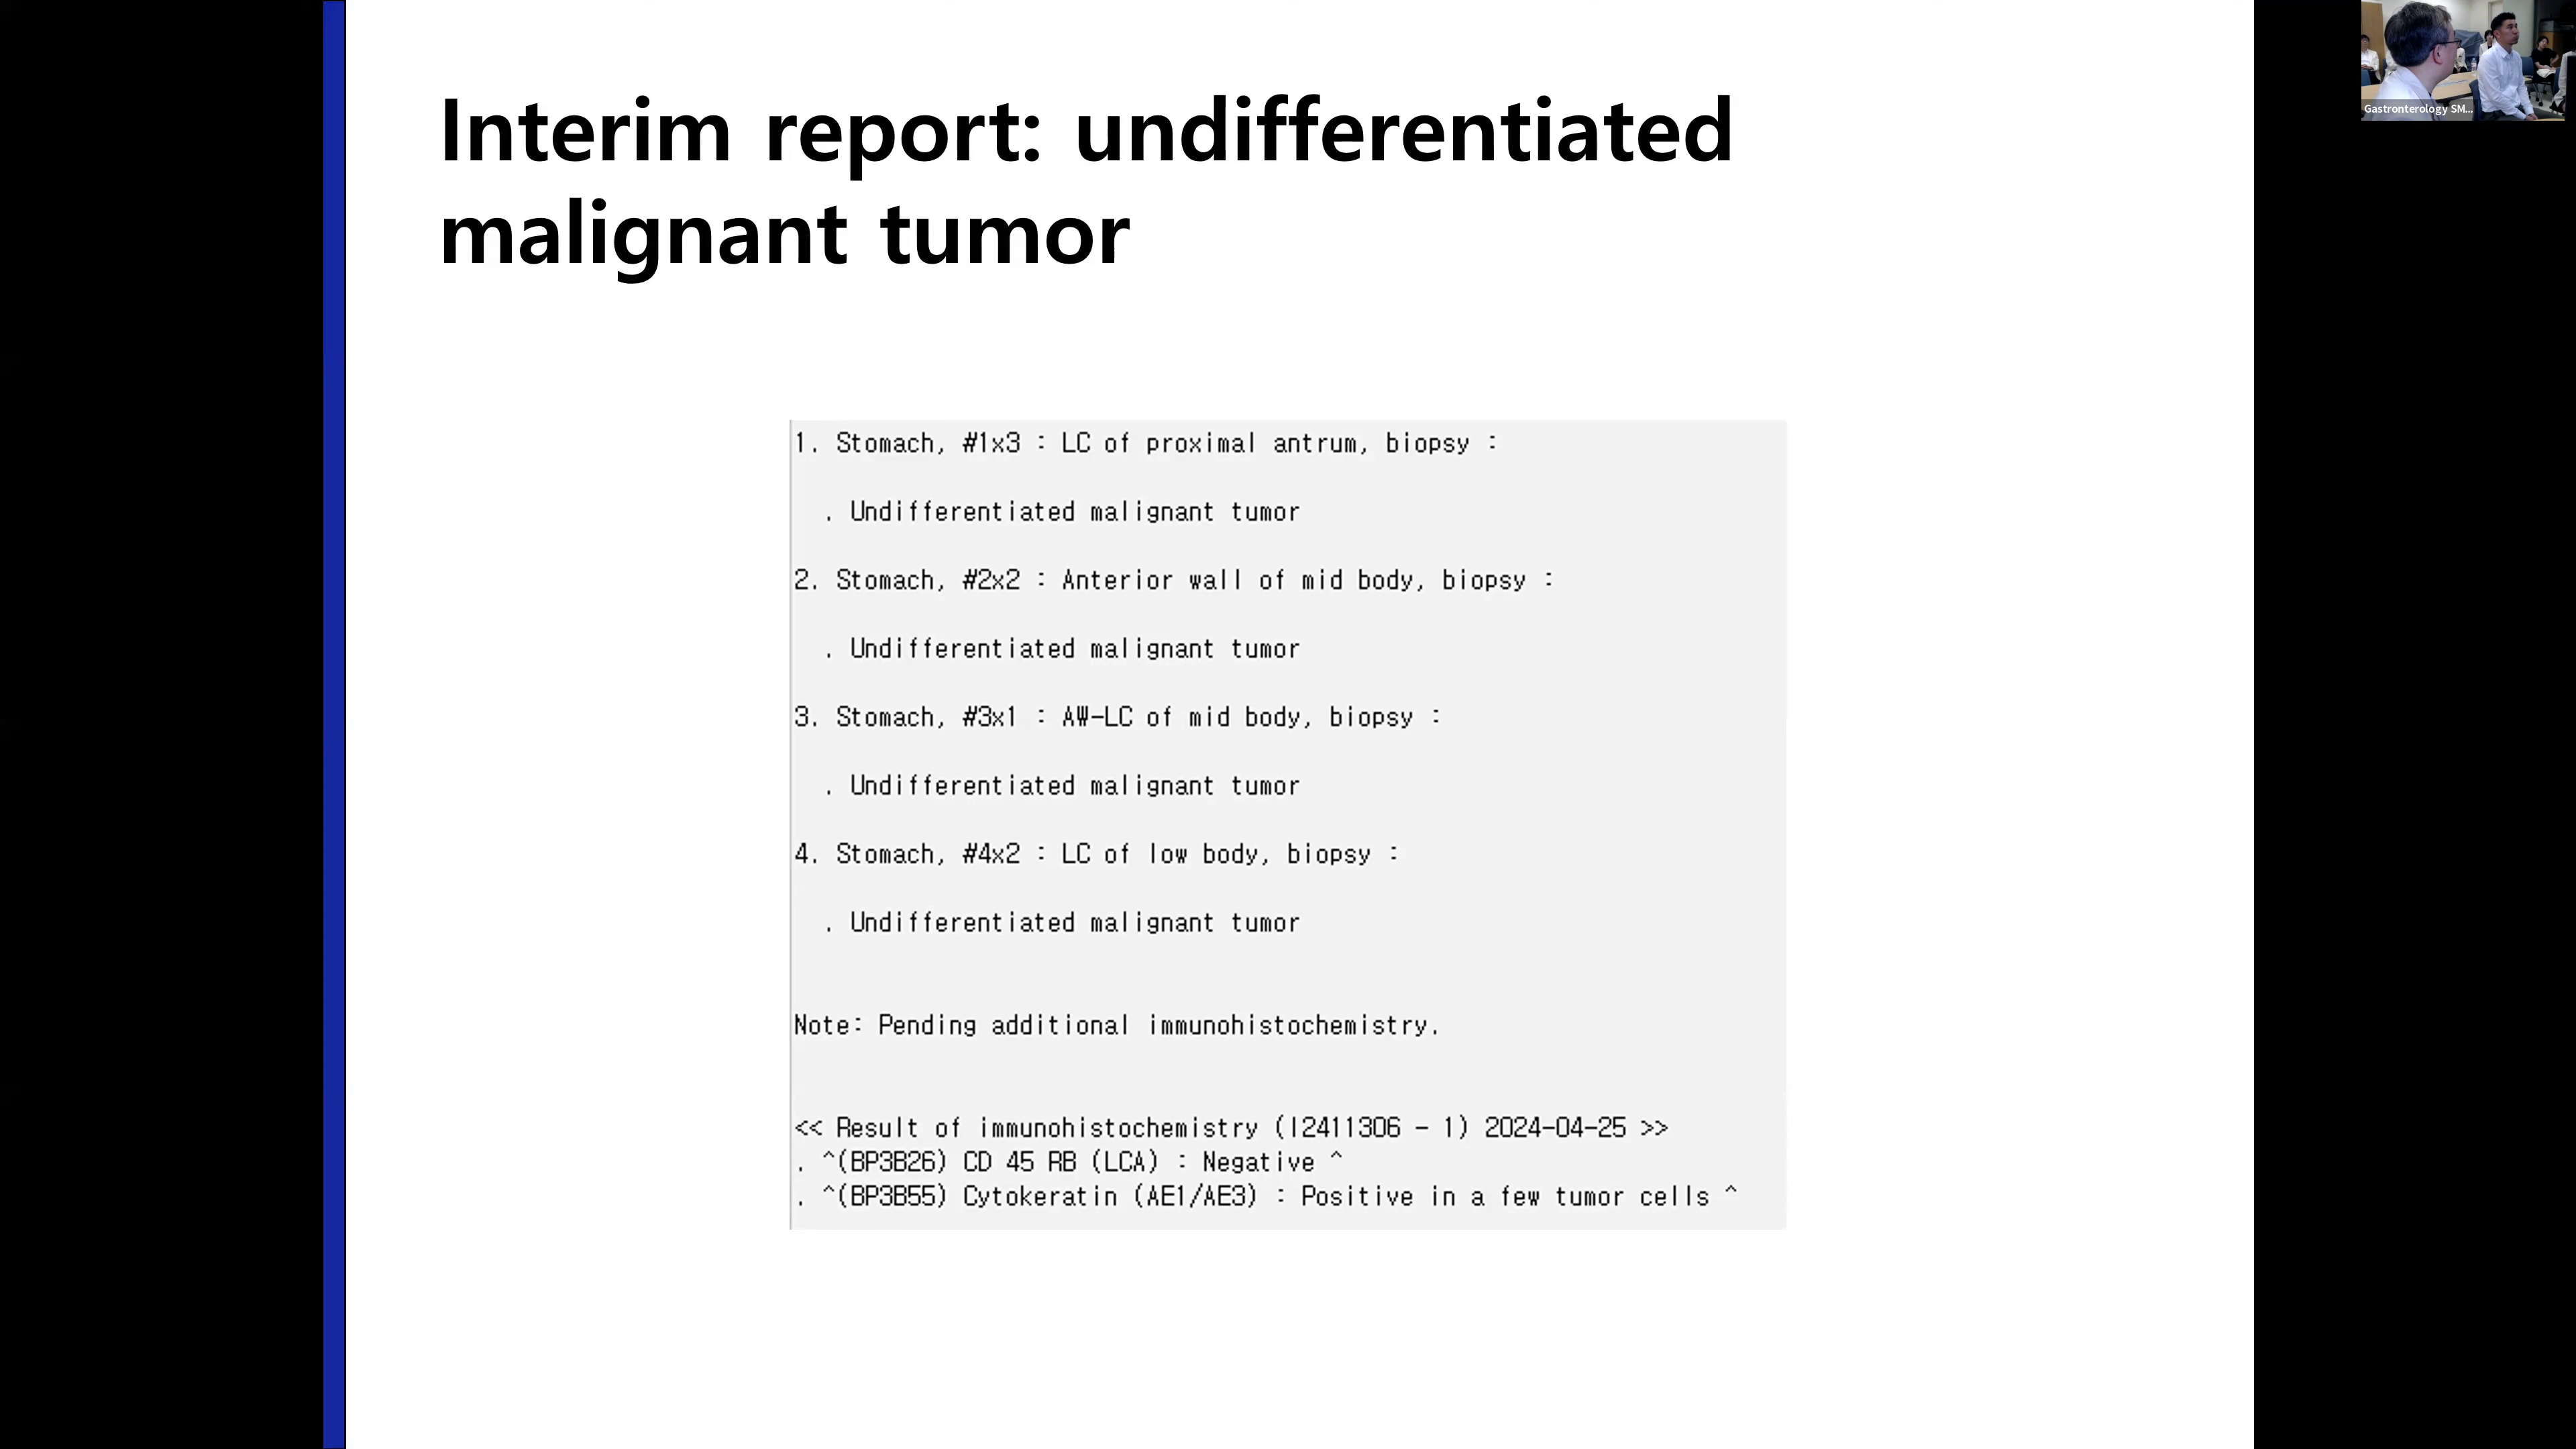 Interim report: undifferentiated
malignant tumor
1. Stomach, #1x3 : LC of proximal antrum, biopsy :
. Undifferentiated malignant tumor
2. Stomach, #2x2 : Anterior wall of mid body, biopsy :
. Undifferentiated malignant tumor
3. Stomach, #3x1 : AW-LC of mid body, biopsy :
. Undifferentiated malignant tumor
4. Stomach, #4x2 : LC of low body, biopsy :
. Undifferentiated malignant tumor
Note: Pending additional immunohistochemistry.
<< Result of immunohistochemistry (I2411306 - 1) 2024-04-25 >>
. ^(BP3B26) CD 45 RB (LCA) : Negative ^
. ^(BP3B55) Cytokeratin (AE1/AE3) : Positive in a few tumor cells ^
Gastronterology SM...